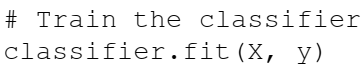 # Train the classifier
classifier.fit(X, y)